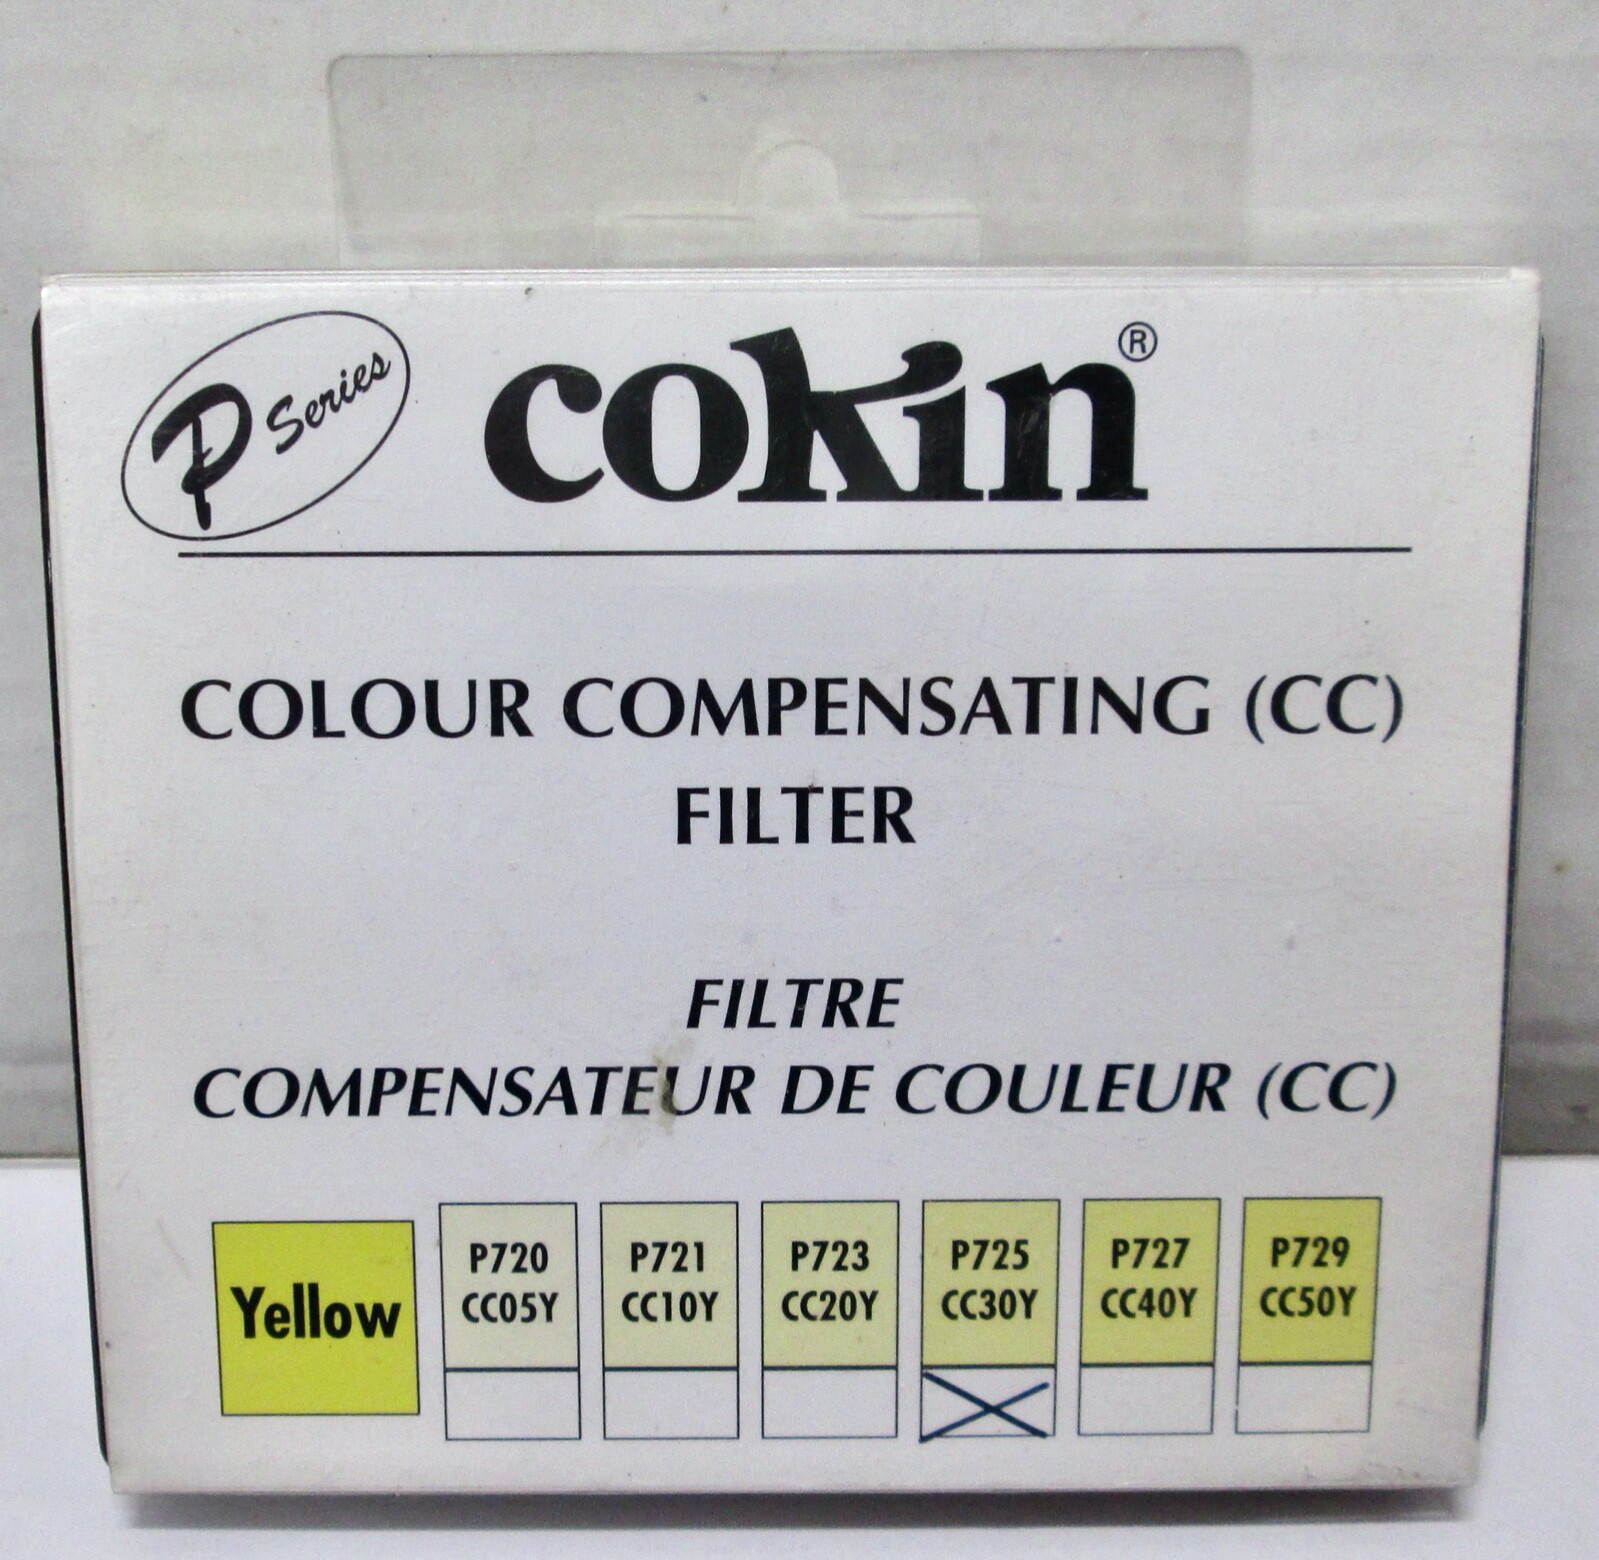 P Series
cokin ®
COLOUR COMPENSATING (CC)
FILTER
FILTRE
COMPENSATEUR DE COULEUR (CC)
Yellow
P720 CC05Y
P721 CC10Y
P723 CC20Y
P725 CC30Y
P727 CC40Y
P729 CC50Y